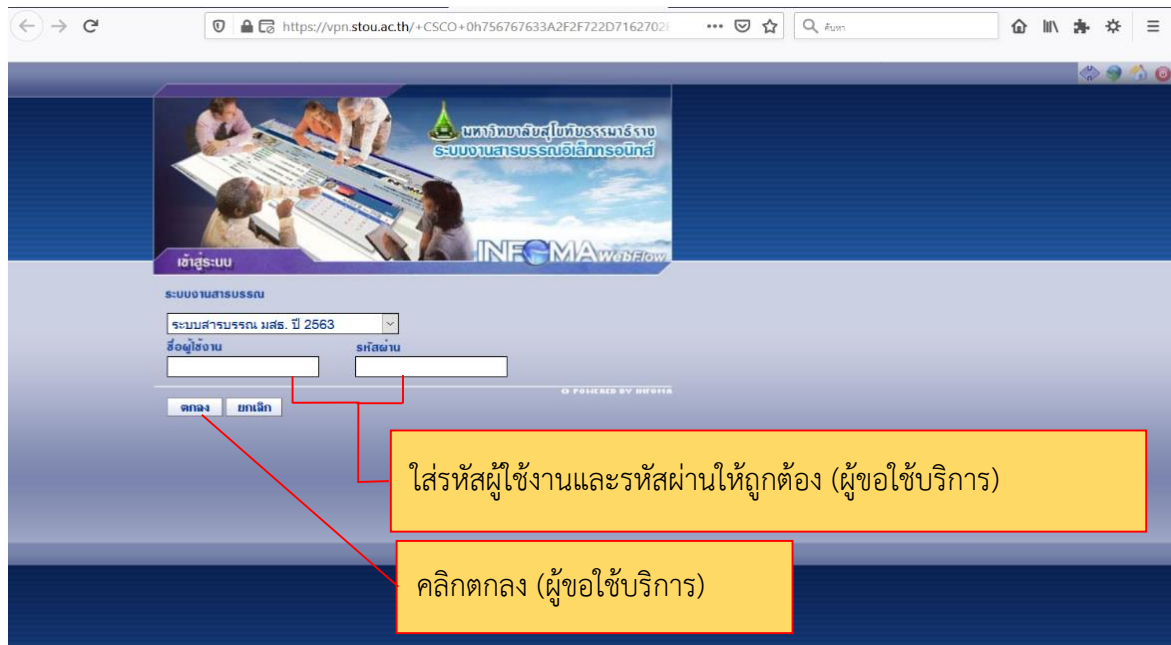 https://vpn.stou.ac.th/+CSCO+0h756767633A2F2F722D7162702
ค้นหา
มหาวิทยาลัยสุโขทัยธรรมาธิราช
ระบบงานสารบรรณอิเล็กทรอนิกส์
INFOMA WebFlow
เข้าสู่ระบบ
ระบบงานสารบรรณ
ระบบสารบรรณ มสธ. ปี 2563
ชื่อผู้ใช้งาน รหัสผ่าน
© POWERED BY INFOMA
ตกลง ยกเลิก
ใส่รหัสผู้ใช้งานและรหัสผ่านให้ถูกต้อง (ผู้ขอใช้บริการ)
คลิกตกลง (ผู้ขอใช้บริการ)